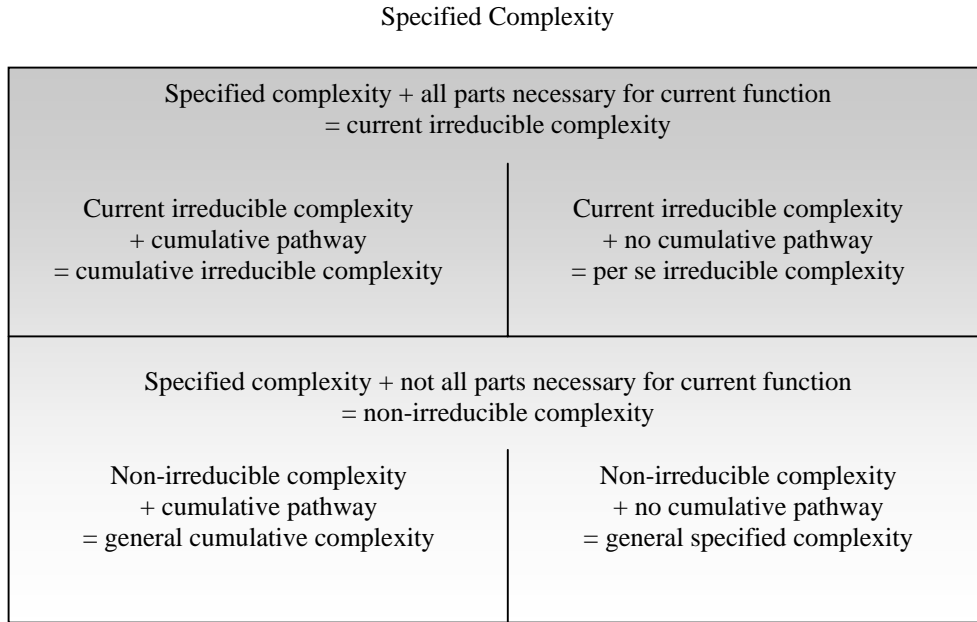 Specified Complexity
Specified complexity + all parts necessary for current function
= current irreducible complexity
Current irreducible complexity
+ cumulative pathway
= cumulative irreducible complexity
Current irreducible complexity
+ no cumulative pathway
= per se irreducible complexity
Specified complexity + not all parts necessary for current function
= non-irreducible complexity
Non-irreducible complexity
+ cumulative pathway
= general cumulative complexity
Non-irreducible complexity
+ no cumulative pathway
= general specified complexity